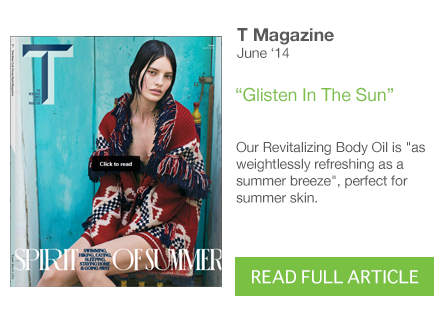 T Magazine
June ‘14
“Glisten In The Sun”
Our Revitalizing Body Oil is "as
weightlessly refreshing as a
summer breeze", perfect for
summer skin.
READ FULL ARTICLE
T
Click to read
SPIRIT OF SUMMER
SWIMMING,
HIKING, EATING,
SLEEPING,
STAYING HOME
& GOING AWAY